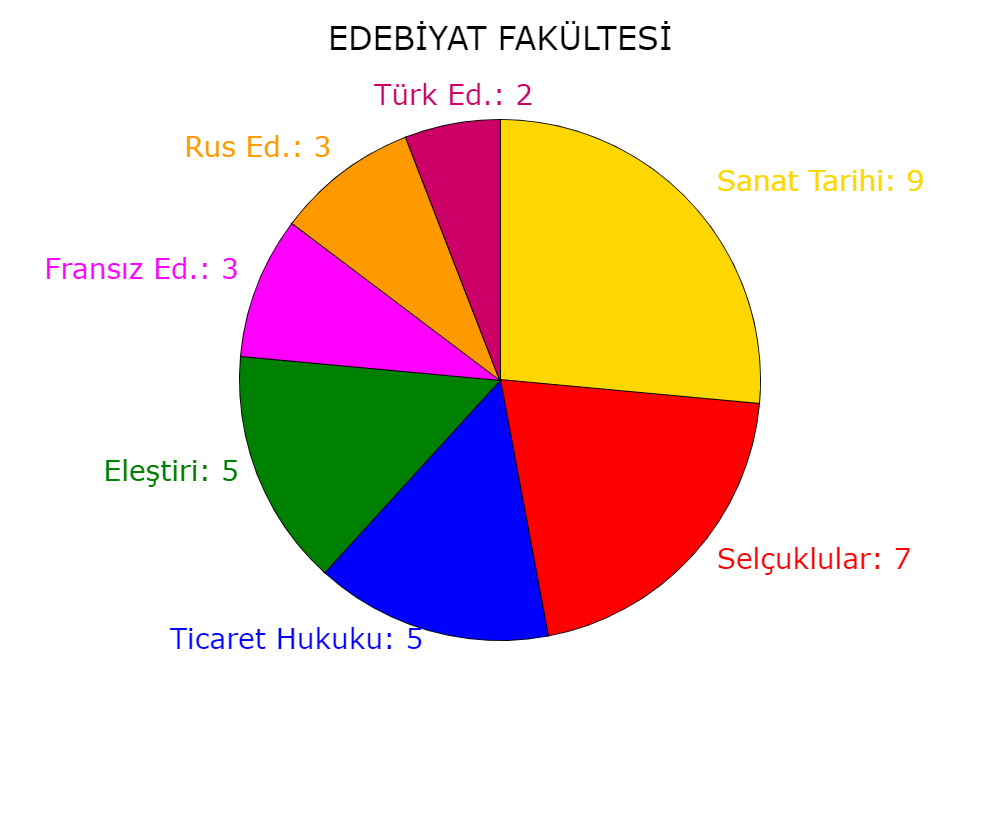 EDEBİYAT FAKÜLTESİ
Türk Ed.: 2
Rus Ed.: 3
Sanat Tarihi: 9
Fransız Ed.: 3
Eleştiri: 5
Selçuklular: 7
Ticaret Hukuku: 5